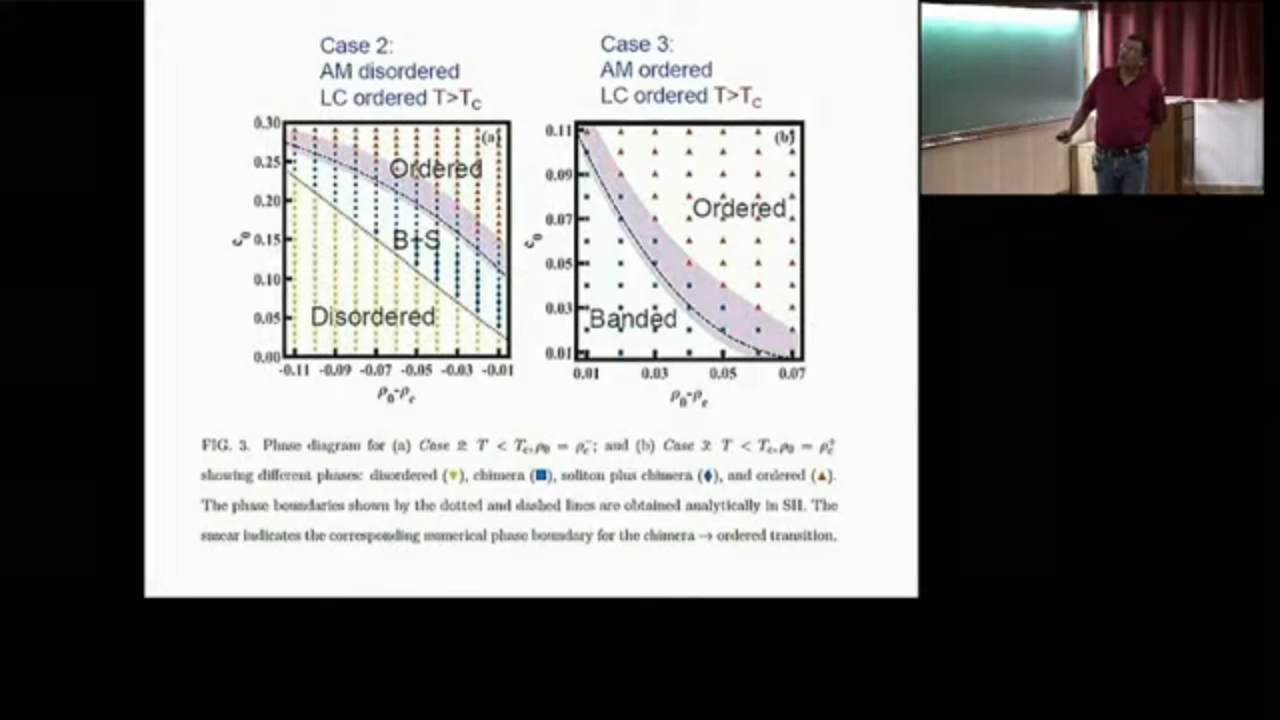 Case 2:
AM disordered
LC ordered T>TC
Case 3:
AM ordered
LC ordered T>TC
0.30
0.25
0.20
0.15
0.10
0.05
0.00
c0
(a)
Ordered
B+S
Disordered
-0.11 -0.09 -0.07 -0.05 -0.03 -0.01
ρ0-ρc
0.11
0.09
0.07
0.05
0.03
0.01
c0
(b)
Ordered
Banded
0.01 0.03 0.05 0.07
ρ0-ρc
FIG. 3. Phase diagram for (a) Case 2: T < Tc, ρ0 = ρc−; and (b) Case 3: T < Tc, ρ0 = ρc+
showing different phases: disordered (▼), chimera (■), soliton plus chimera (♦), and ordered (▲).
The phase boundaries shown by the dotted and dashed lines are obtained analytically in SII. The
smear indicates the corresponding numerical phase boundary for the chimera → ordered transition.